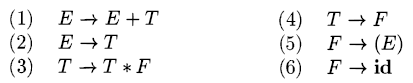 (1) E → E + T (4) T → F
(2) E → T (5) F → (E)
(3) T → T * F (6) F → id